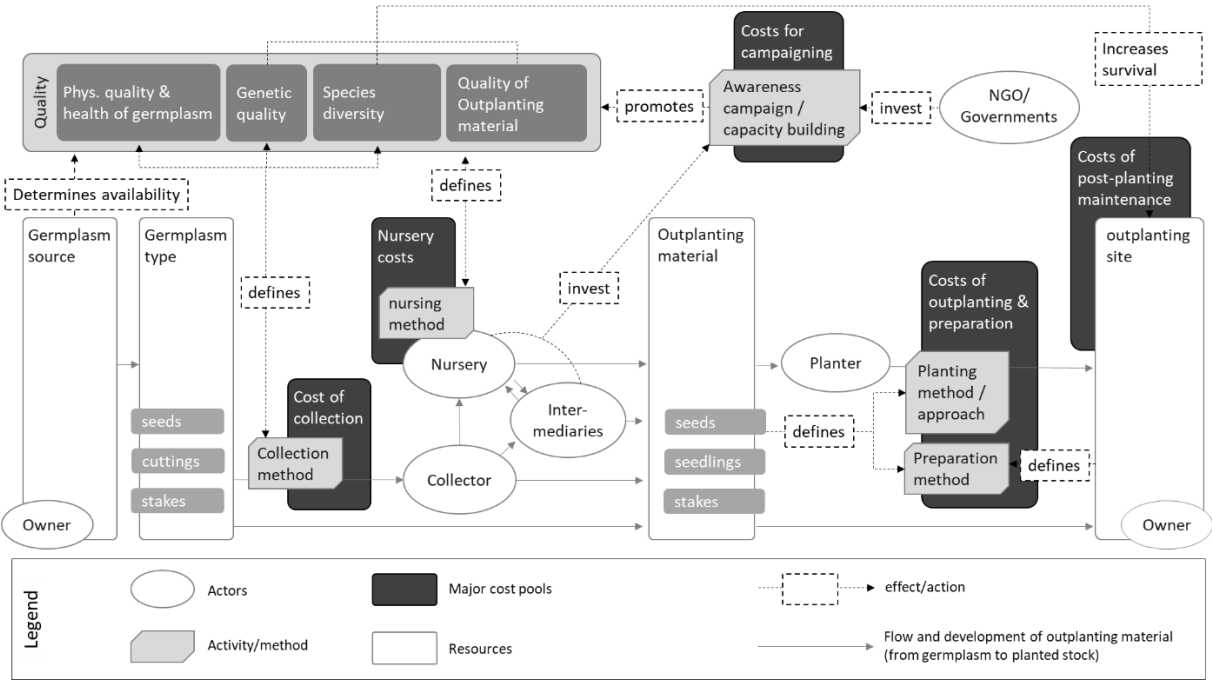 Costs for
campaigning
Increases
survival
Quality
Phys. quality &
health of germplasm
Genetic
quality
Species
diversity
Quality of
Outplanting
material
promotes
Awareness
campaign /
capacity building
invest
NGO/
Governments
Determines availability
defines
Costs of
post-planting
maintenance
Germplasm
source
Germplasm
type
Nursery
costs
Outplanting
material
outplanting
site
defines
invest
nursing
method
Costs of
outplanting &
preparation
Nursery
Planter
Planting
method /
approach
Cost of
collection
Inter-
mediaries
seeds
cuttings
stakes
Collection
method
Collector
seeds
seedlings
stakes
defines
Preparation
method
defines
Owner
Owner
Legend
Actors
Major cost pools
effect/action
Activity/method
Resources
Flow and development of outplanting material
(from germplasm to planted stock)